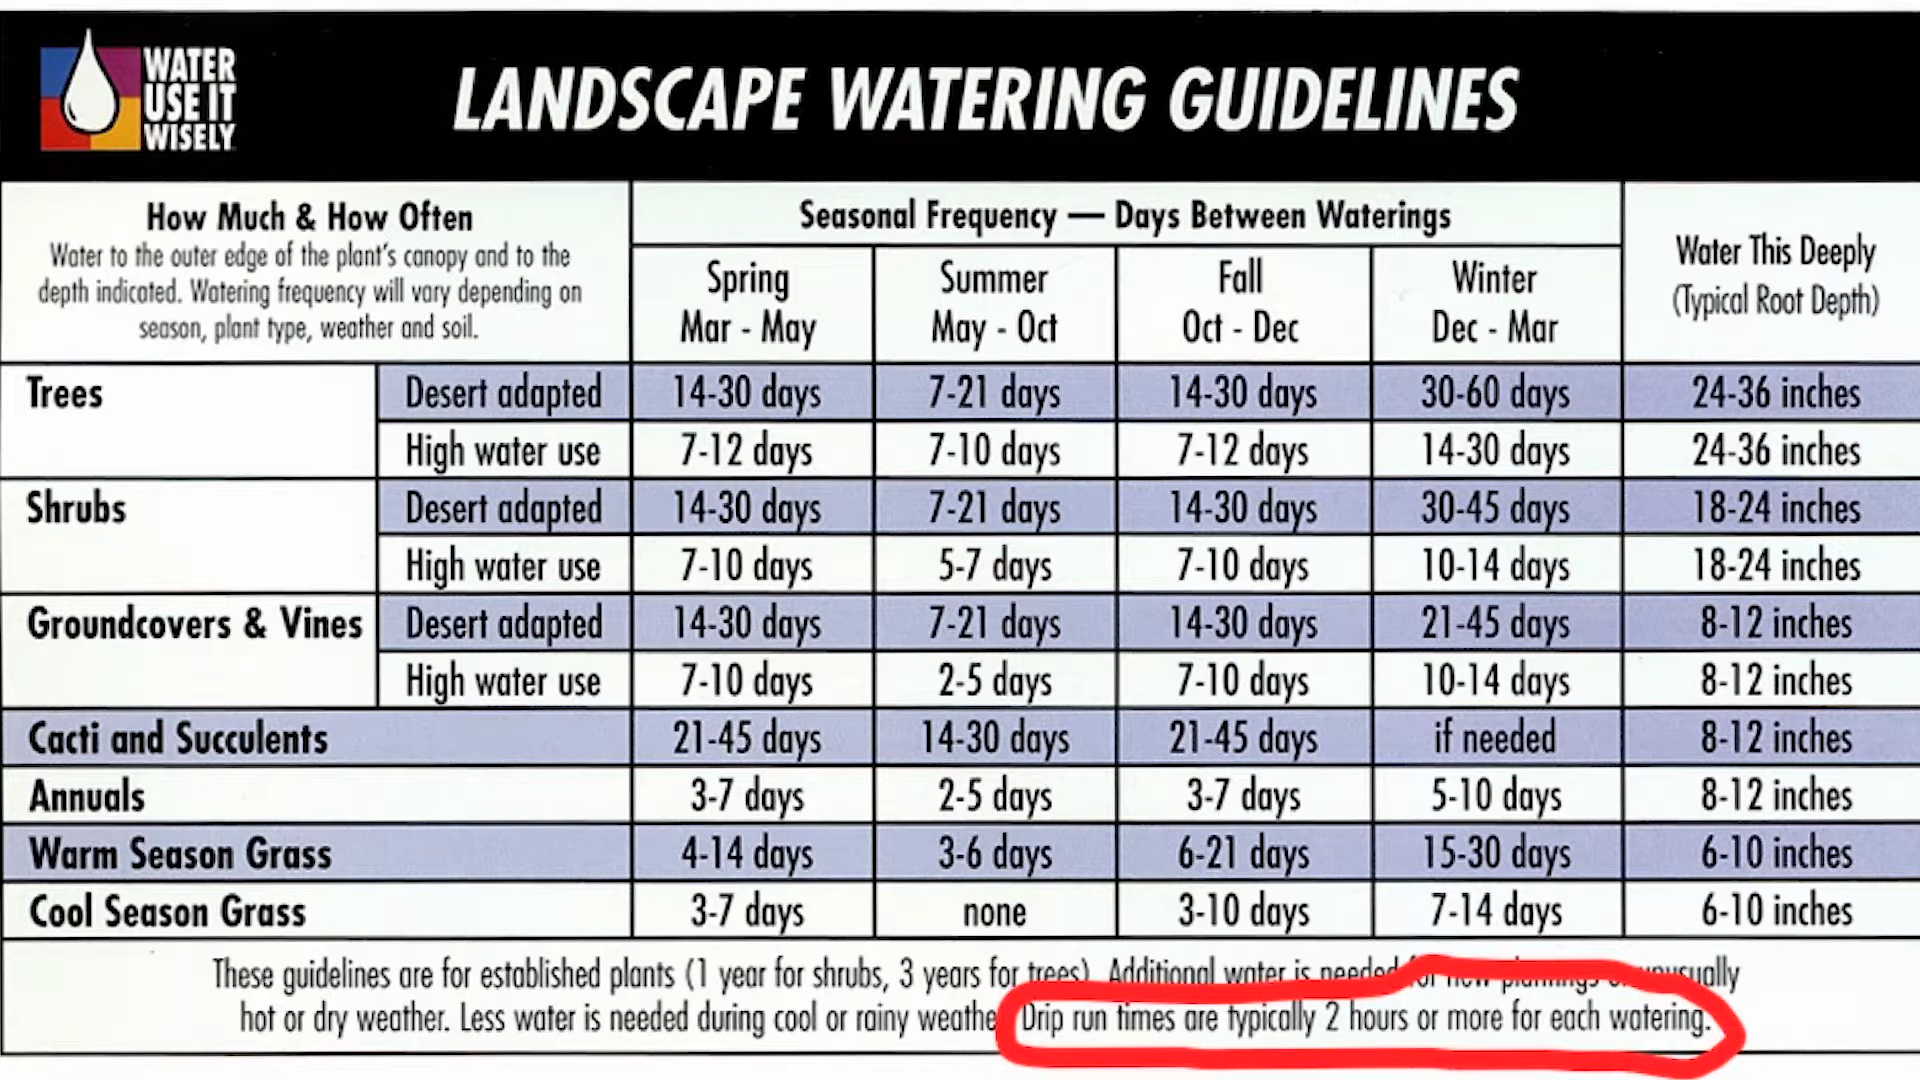 WATER
USE IT
WISELY
LANDSCAPE WATERING GUIDELINES
How Much & How Often
Water to the outer edge of the plant's canopy and to the
depth indicated. Watering frequency will vary depending on
season, plant type, weather and soil.
Seasonal Frequency — Days Between Waterings
Water This Deeply
(Typical Root Depth)
Spring
Mar - May
Summer
May - Oct
Fall
Oct - Dec
Winter
Dec - Mar
Trees Desert adapted 14-30 days 7-21 days 14-30 days 30-60 days 24-36 inches
High water use 7-12 days 7-10 days 7-12 days 14-30 days 24-36 inches
Shrubs Desert adapted 14-30 days 7-21 days 14-30 days 30-45 days 18-24 inches
High water use 7-10 days 5-7 days 7-10 days 10-14 days 18-24 inches
Groundcovers & Vines Desert adapted 14-30 days 7-21 days 14-30 days 21-45 days 8-12 inches
High water use 7-10 days 2-5 days 7-10 days 10-14 days 8-12 inches
Cacti and Succulents 21-45 days 14-30 days 21-45 days if needed 8-12 inches
Annuals 3-7 days 2-5 days 3-7 days 5-10 days 8-12 inches
Warm Season Grass 4-14 days 3-6 days 6-21 days 15-30 days 6-10 inches
Cool Season Grass 3-7 days none 3-10 days 7-14 days 6-10 inches
These guidelines are for established plants (1 year for shrubs, 3 years for trees). Additional water is needed for new plantings or unusually
hot or dry weather. Less water is needed during cool or rainy weather. Drip run times are typically 2 hours or more for each watering.